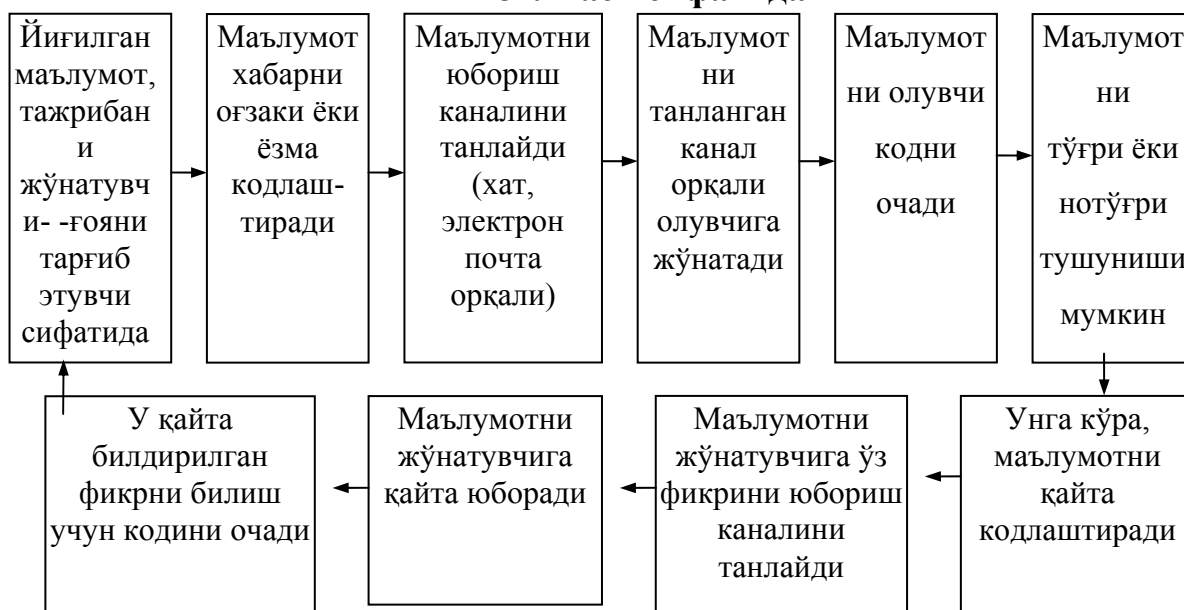 Йиғилган
маълумот,
тажрибан
и
жўнатувч
и- -ғояни
тарғиб
этувчи
сифатида
Маълумот
хабарни
оғзаки ёки
ёзма
кодлаш-
тиради
Маълумотни
юбориш
каналини
танлайди
(хат,
электрон
почта
орқали)
Маълумот
ни
танланган
канал
орқали
олувчига
жўнатади
Маълумот
ни олувчи
кодни
очади
Маълумот
ни
тўғри ёки
нотўғри
тушуниши
мумкин
Унга кўра,
маълумотни
қайта
кодлаштиради
Маълумотни
жўнатувчига ўз
фикрини юбориш
каналини
танлайди
Маълумотни
жўнатувчига
қайта юборади
У қайта
билдирилган
фикрни билиш
учун кодини очади